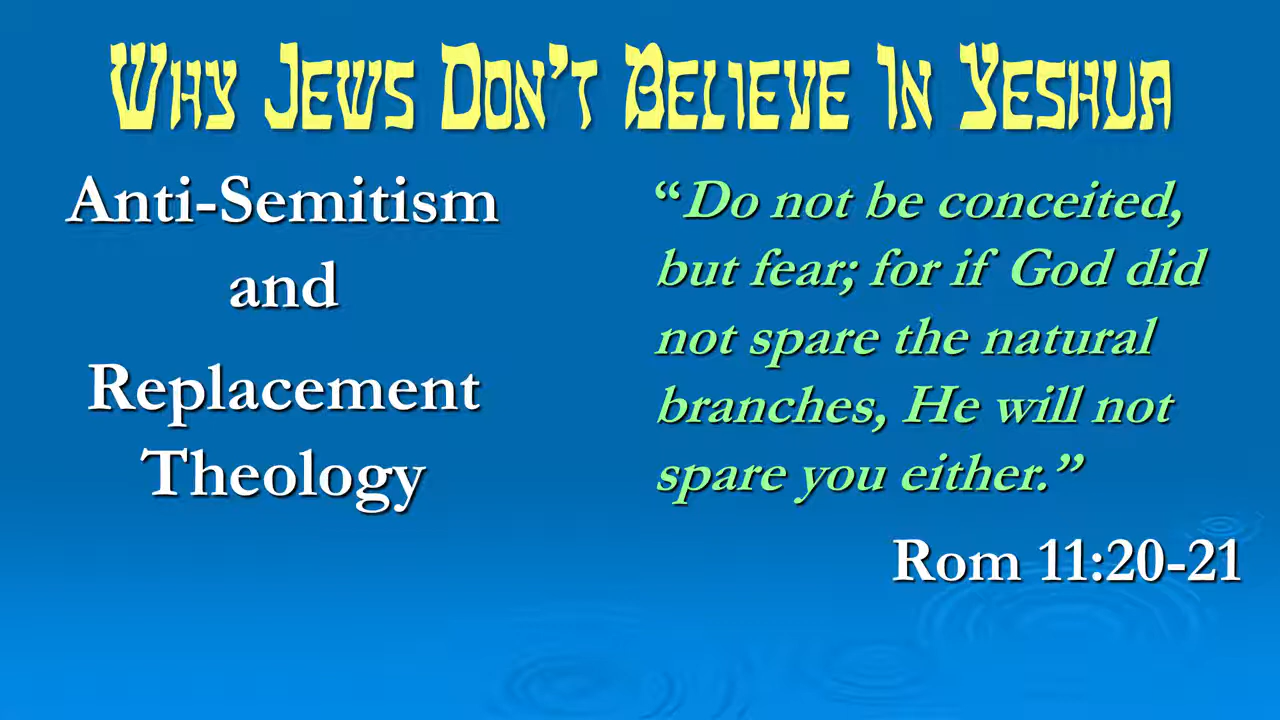 Why Jews Don't Believe In Yeshua
Anti-Semitism
and
Replacement
Theology
“Do not be conceited,
but fear; for if God did
not spare the natural
branches, He will not
spare you either.”
Rom 11:20-21